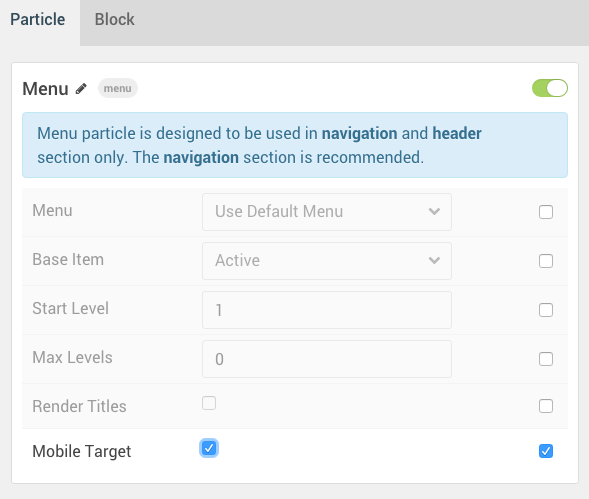 Particle
Block
Menu menu
Menu particle is designed to be used in navigation and header
section only. The navigation section is recommended.
Menu Use Default Menu
Base Item Active
Start Level 1
Max Levels 0
Render Titles
Mobile Target